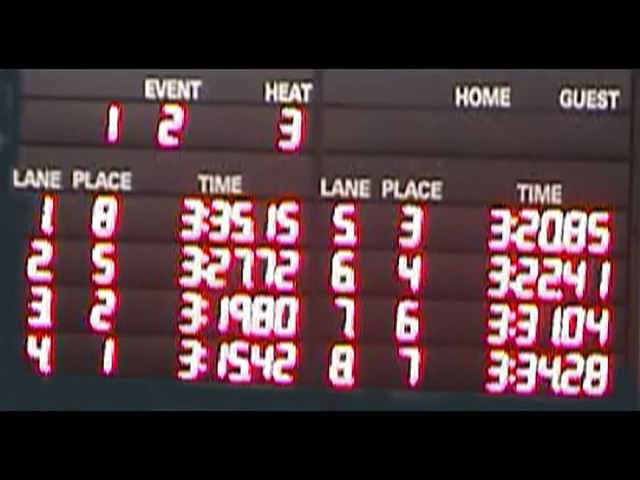 EVENT HEAT HOME GUEST
12 3
LANE PLACE TIME LANE PLACE TIME
1 8 3:35.15 5 3 3:20.85
2 5 3:27.72 6 4 3:22.41
3 2 3:19.80 7 6 3:31.04
4 1 3:15.42 8 7 3:34.28